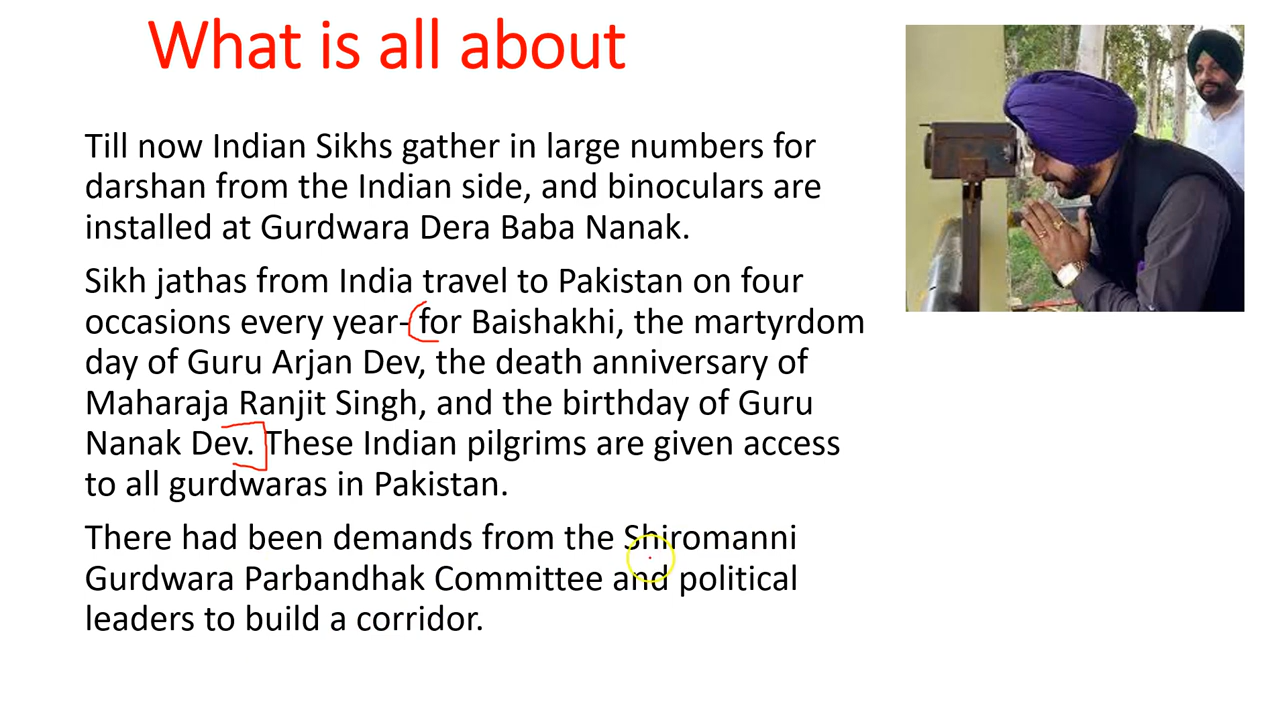 What is all about
Till now Indian Sikhs gather in large numbers for
darshan from the Indian side, and binoculars are
installed at Gurdwara Dera Baba Nanak.
Sikh jathas from India travel to Pakistan on four
occasions every year- for Baishakhi, the martyrdom
day of Guru Arjan Dev, the death anniversary of
Maharaja Ranjit Singh, and the birthday of Guru
Nanak Dev. These Indian pilgrims are given access
to all gurdwaras in Pakistan.
There had been demands from the Shiromanni
Gurdwara Parbandhak Committee and political
leaders to build a corridor.